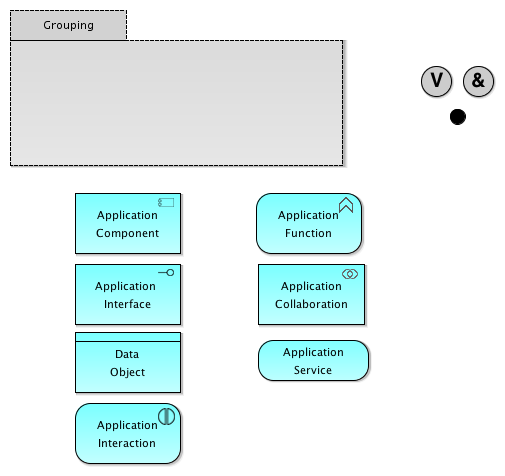 Grouping
V &
Application
Component
Application
Function
Application
Interface
Application
Collaboration
Data
Object
Application
Service
Application
Interaction